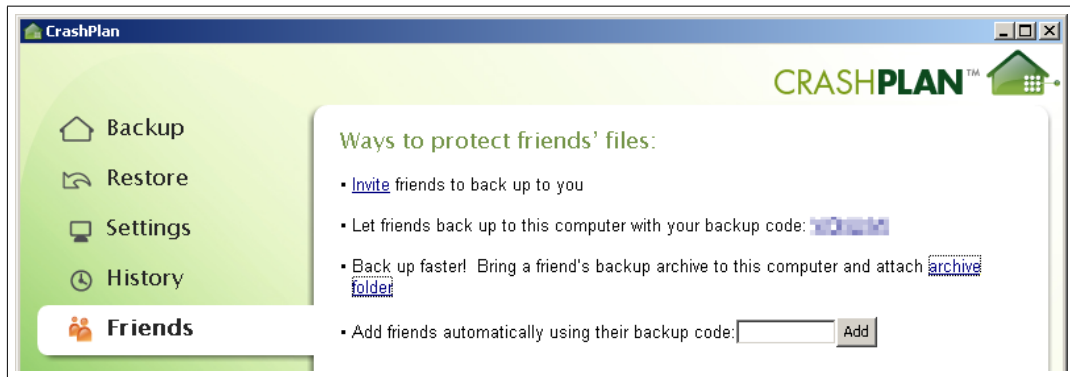 CrashPlan
CRASHPLAN™
Backup
Restore
Settings
History
Friends
Ways to protect friends' files:
▪ Invite friends to back up to you
▪ Let friends back up to this computer with your backup code:
▪ Back up faster! Bring a friend's backup archive to this computer and attach archive
folder
▪ Add friends automatically using their backup code: Add